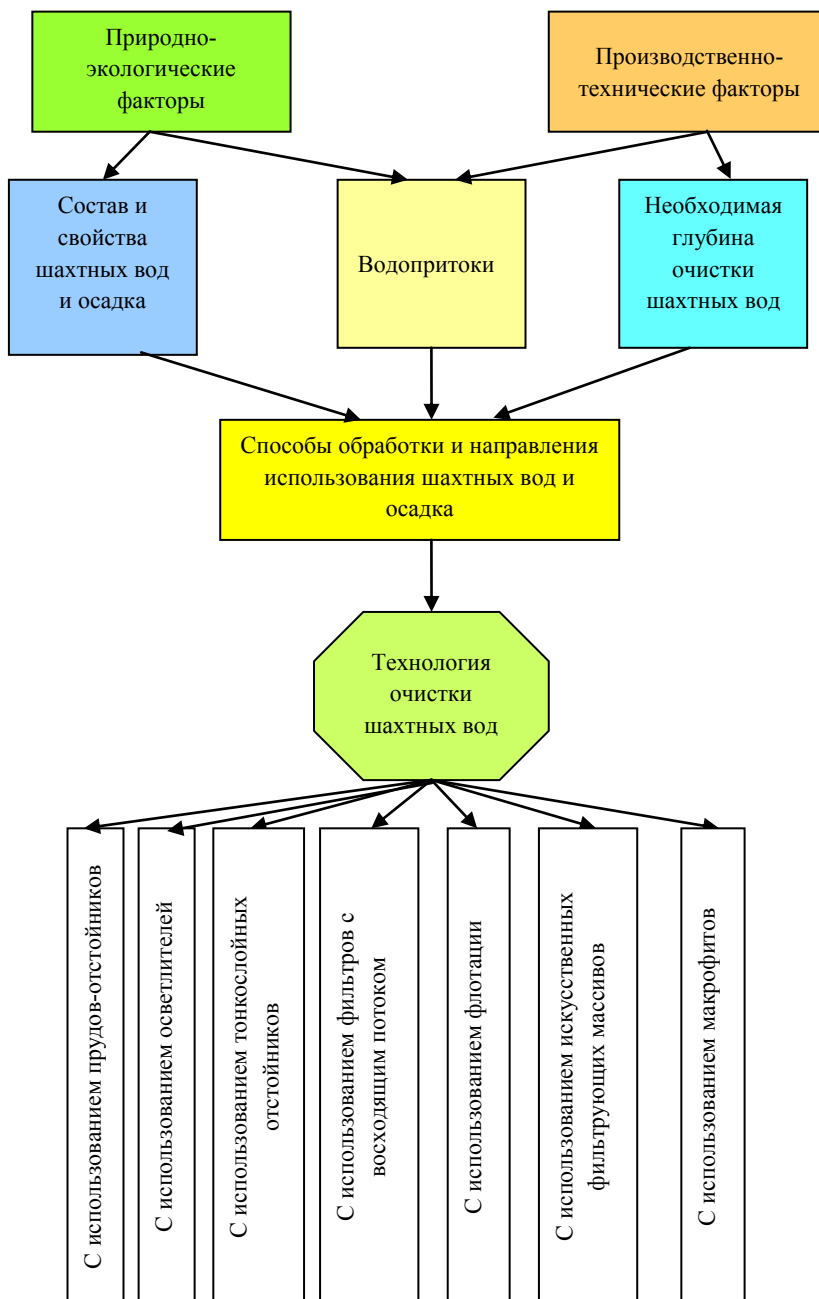 Природно-
экологические
факторы
Производственно-
технические факторы
Состав и
свойства
шахтных вод
и осадка
Водопритоки
Необходимая
глубина
очистки
шахтных вод
Способы обработки и направления
использования шахтных вод и
осадка
Технология
очистки
шахтных вод
С использованием прудов-отстойников
С использованием осветлителей
С использованием тонкослойных
отстойников
С использованием фильтров с
восходящим потоком
С использованием флотации
С использованием искусственных
фильтрующих массивов
С использованием макрофитов